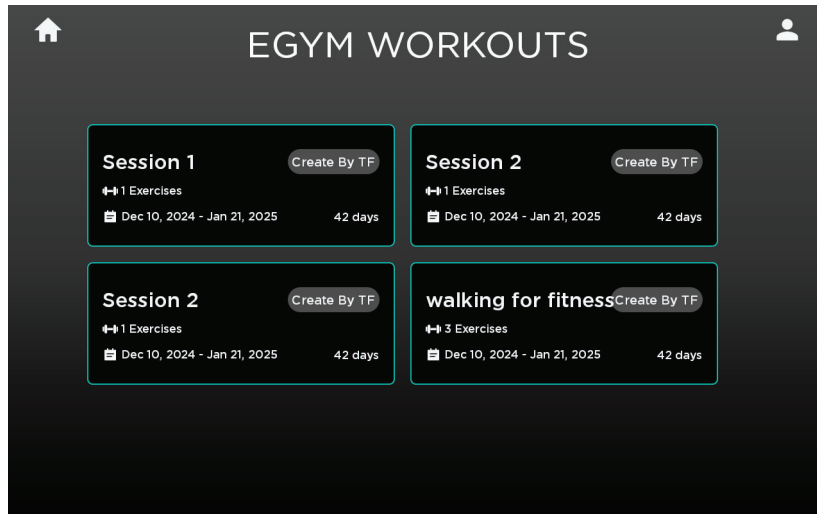 EGYM WORKOUTS
Session 1 Create By TF
1 Exercises
Dec 10, 2024 - Jan 21, 2025 42 days
Session 2 Create By TF
1 Exercises
Dec 10, 2024 - Jan 21, 2025 42 days
Session 2 Create By TF
1 Exercises
Dec 10, 2024 - Jan 21, 2025 42 days
walking for fitness Create By TF
3 Exercises
Dec 10, 2024 - Jan 21, 2025 42 days